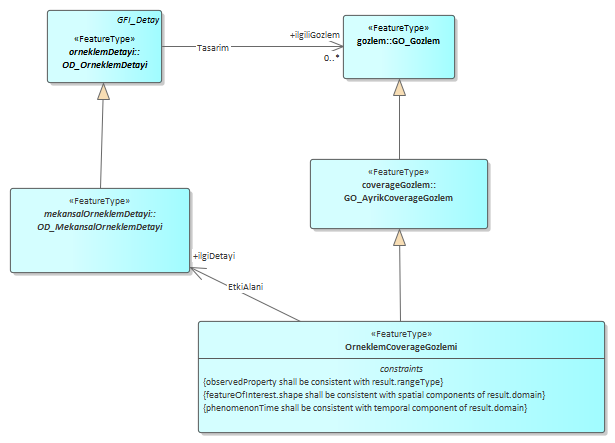 GFI_Detay
«FeatureType»
orneklemDetayi::
OD_OrneklemDetayi
Tasarim
+ilgiliGozlem
0..*
«FeatureType»
gozlem::GO_Gozlem
«FeatureType»
coverageGozlem::
GO_AyrikCoverageGozlem
«FeatureType»
mekansalOrneklemDetayi::
OD_MekansalOrneklemDetayi
+ilgiDetayi
EtkiAlani
«FeatureType»
OrneklemCoverageGozlemi
constraints
{observedProperty shall be consistent with result.rangeType}
{featureOfInterest.shape shall be consistent with spatial components of result.domain}
{phenomenonTime shall be consistent with temporal component of result.domain}